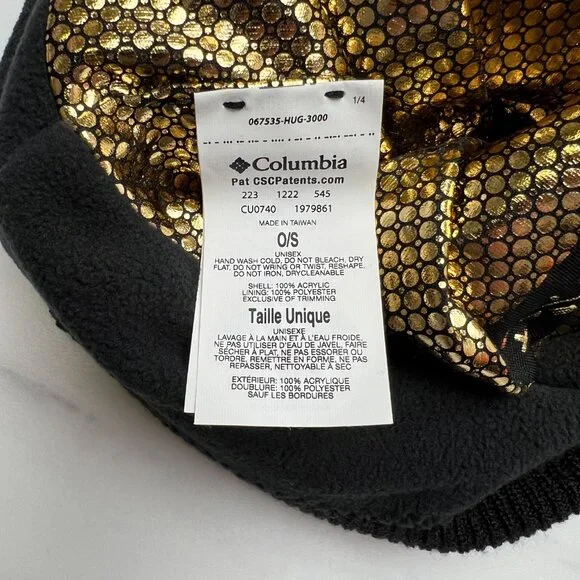 1/4
067535-HUG-3000
Columbia
Pat CSCPatents.com
223 1222 545
CU0740 1979861
MADE IN TAIWAN
O/S
UNISEX
HAND WASH COLD, DO NOT BLEACH, DRY
FLAT, DO NOT WRING OR TWIST, RESHAPE,
DO NOT IRON, DRYCLEANABLE
SHELL: 100% ACRYLIC
LINING: 100% POLYESTER
EXCLUSIVE OF TRIMMING
Taille Unique
UNISEXE
LAVAGE À LA MAIN ET À L'EAU FROIDE,
NE PAS UTILISER D'EAU DE JAVEL, FAIRE
SÉCHER À PLAT, NE PAS ESSORER OU
TORDRE, REMETTRE EN FORME, NE PAS
REPASSER, NETTOYABLE À SEC
EXTÉRIEUR: 100% ACRYLIQUE
DOUBLURE: 100% POLYESTER
SAUF LES BORDURES